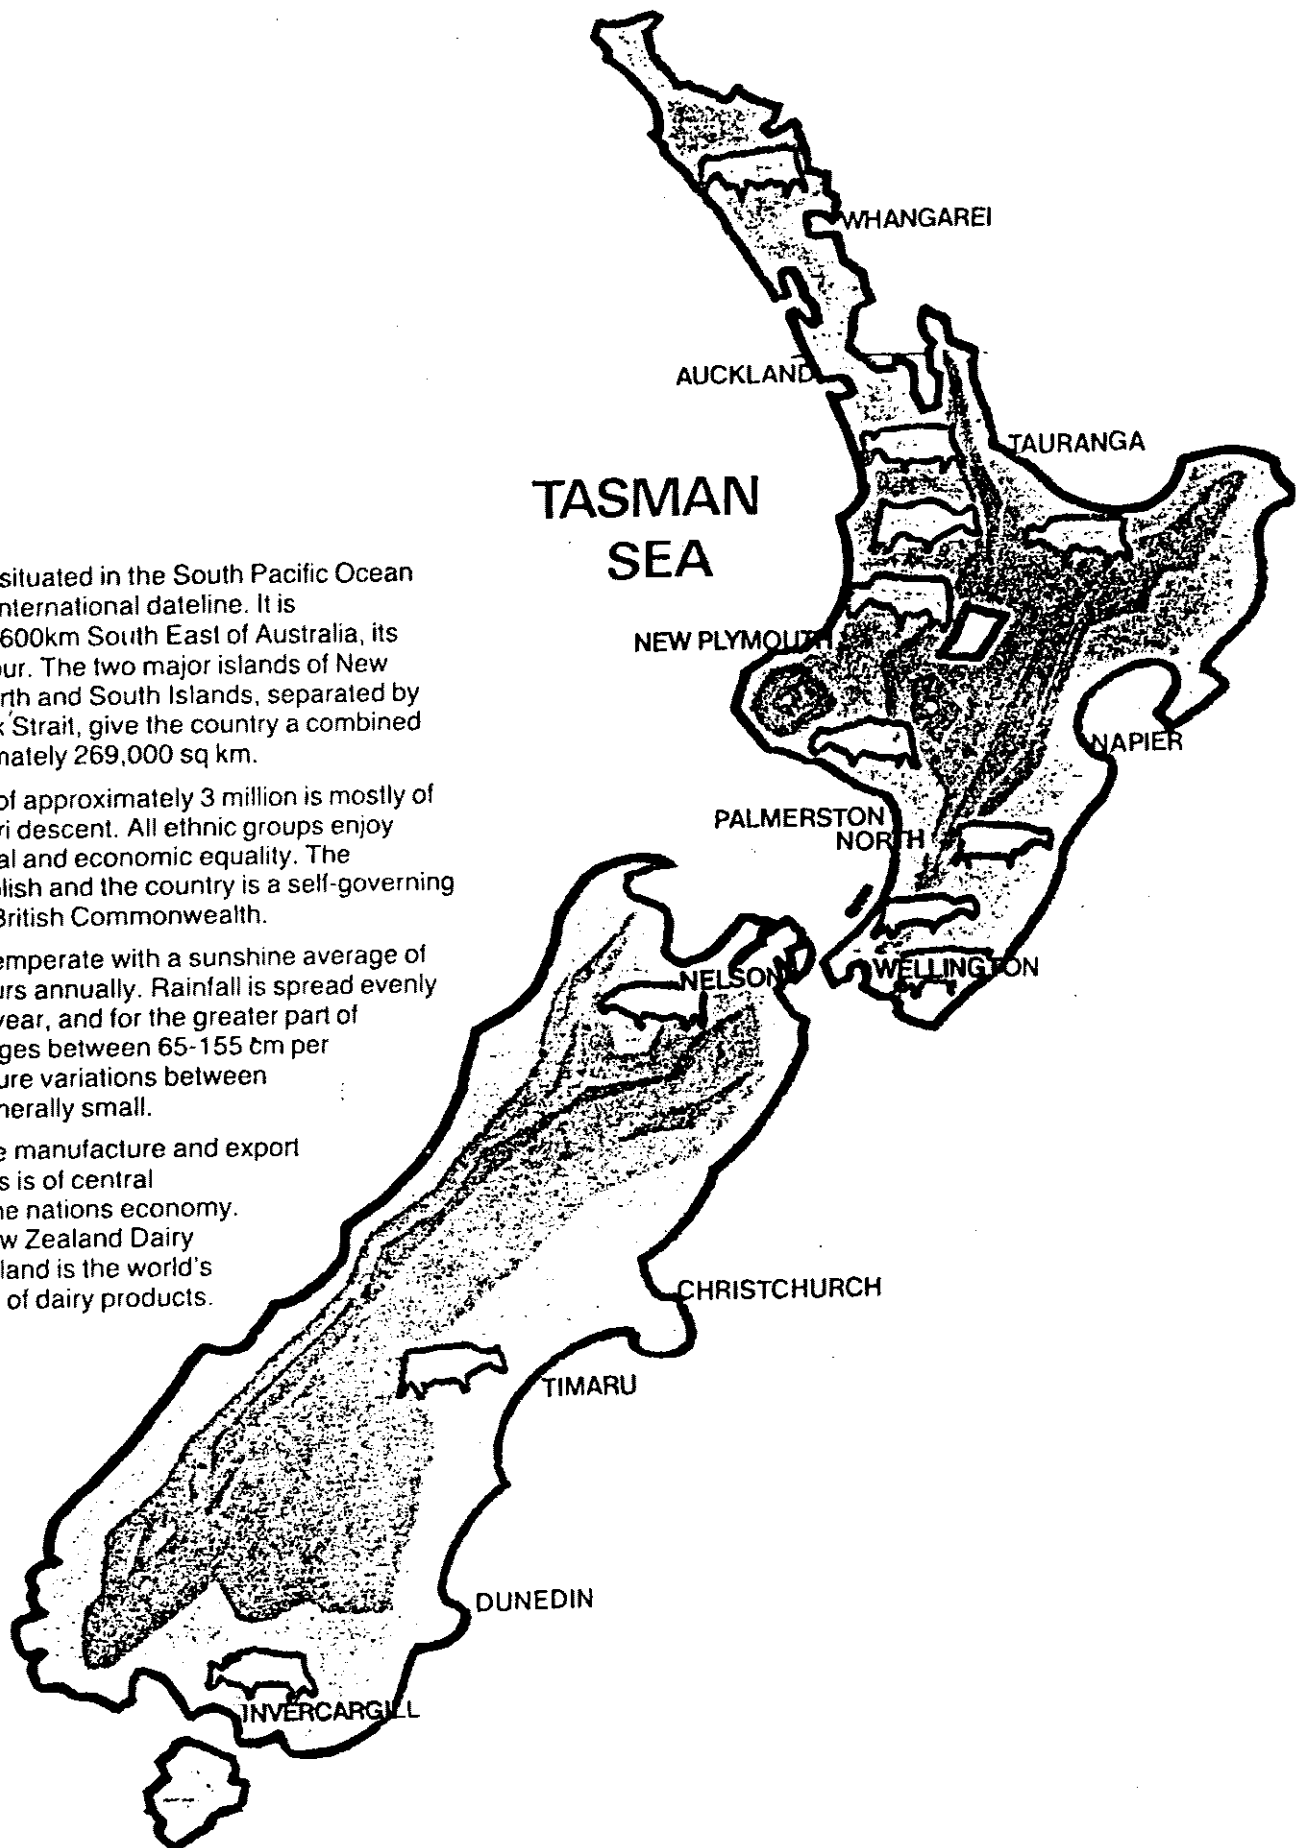 WHANGAREI
AUCKLAND
TAURANGA
TASMAN
SEA
NEW PLYMOUTH
NAPIER
PALMERSTON
NORTH
WELLINGTON
NELSON
CHRISTCHURCH
TIMARU
DUNEDIN
INVERCARGILL
situated in the South Pacific Ocean
nternational dateline. It is
600km South East of Australia, its
our. The two major islands of New
rth and South Islands, separated by
k Strait, give the country a combined
mately 269,000 sq km.
of approximately 3 million is mostly of
ri descent. All ethnic groups enjoy
al and economic equality. The
lish and the country is a self-governing
British Commonwealth.
emperate with a sunshine average of
urs annually. Rainfall is spread evenly
year, and for the greater part of
ges between 65-155 cm per
ure variations between
nerally small.
e manufacture and export
s is of central
he nations economy.
w Zealand Dairy
land is the world's
of dairy products.